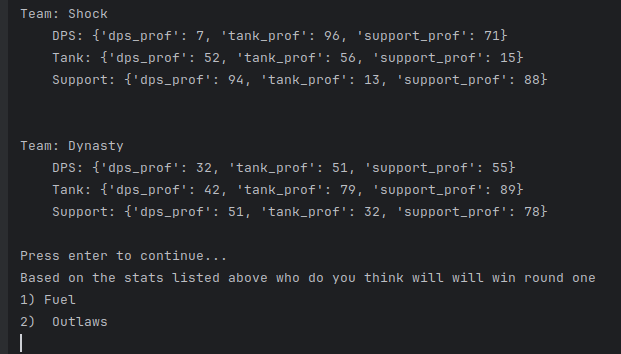 Team: Shock
DPS: {'dps_prof': 7, 'tank_prof': 96, 'support_prof': 71}
Tank: {'dps_prof': 52, 'tank_prof': 56, 'support_prof': 15}
Support: {'dps_prof': 94, 'tank_prof': 13, 'support_prof': 88}
Team: Dynasty
DPS: {'dps_prof': 32, 'tank_prof': 51, 'support_prof': 55}
Tank: {'dps_prof': 42, 'tank_prof': 79, 'support_prof': 89}
Support: {'dps_prof': 51, 'tank_prof': 32, 'support_prof': 78}
Press enter to continue...
Based on the stats listed above who do you think will will win round one
1) Fuel
2)  Outlaws